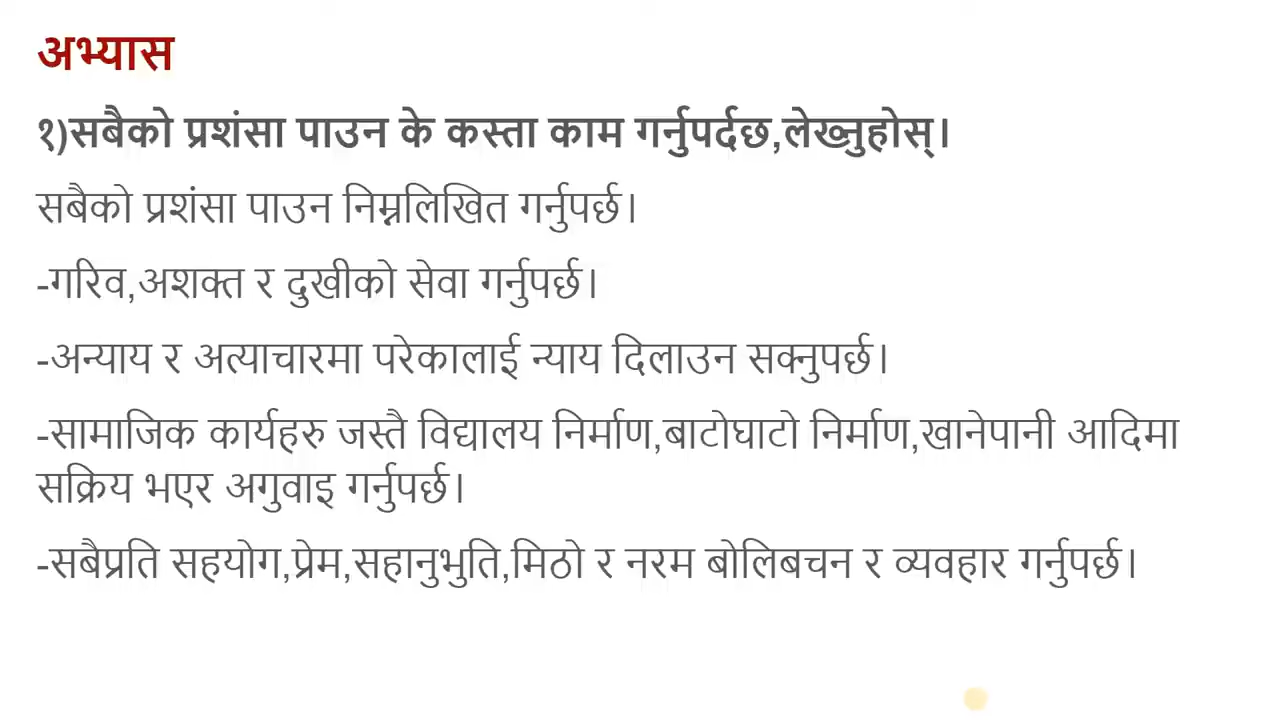 अभ्यास
१)सबैको प्रशंसा पाउन के कस्ता काम गर्नुपर्दछ,लेख्नुहोस्।
सबैको प्रशंसा पाउन निम्नलिखित गर्नुपर्छ।
-गरिव,अशक्त र दुखीको सेवा गर्नुपर्छ।
-अन्याय र अत्याचारमा परेकालाई न्याय दिलाउन सक्नुपर्छ।
-सामाजिक कार्यहरु जस्तै विद्यालय निर्माण,बाटोघाटो निर्माण,खानेपानी आदिमा
सक्रिय भएर अगुवाइ गर्नुपर्छ।
-सबैप्रति सहयोग,प्रेम,सहानुभुति,मिठो र नरम बोलिबचन र व्यवहार गर्नुपर्छ।